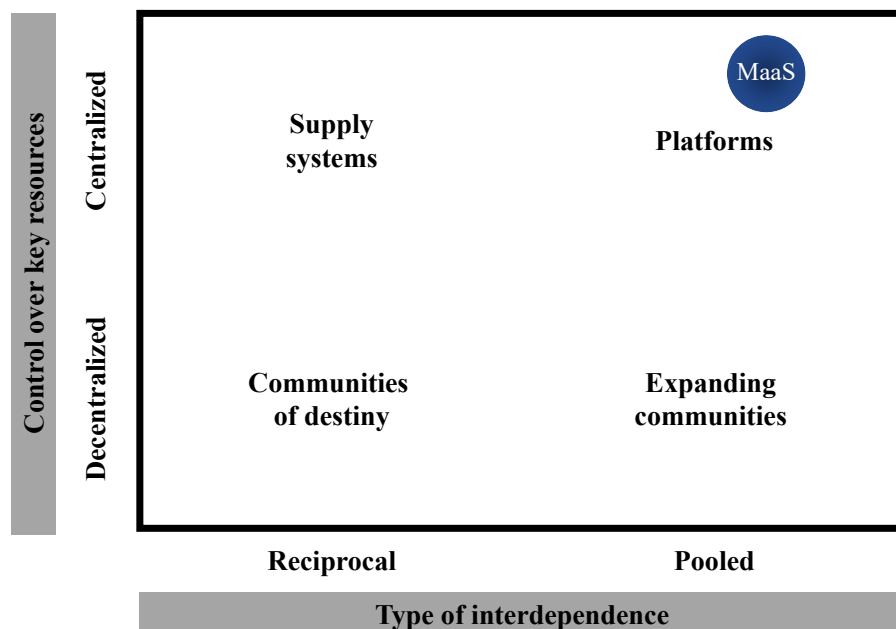 Control over key resources
Centralized
Decentralized
MaaS
Supply
systems
Platforms
Communities
of destiny
Expanding
communities
Reciprocal
Pooled
Type of interdependence